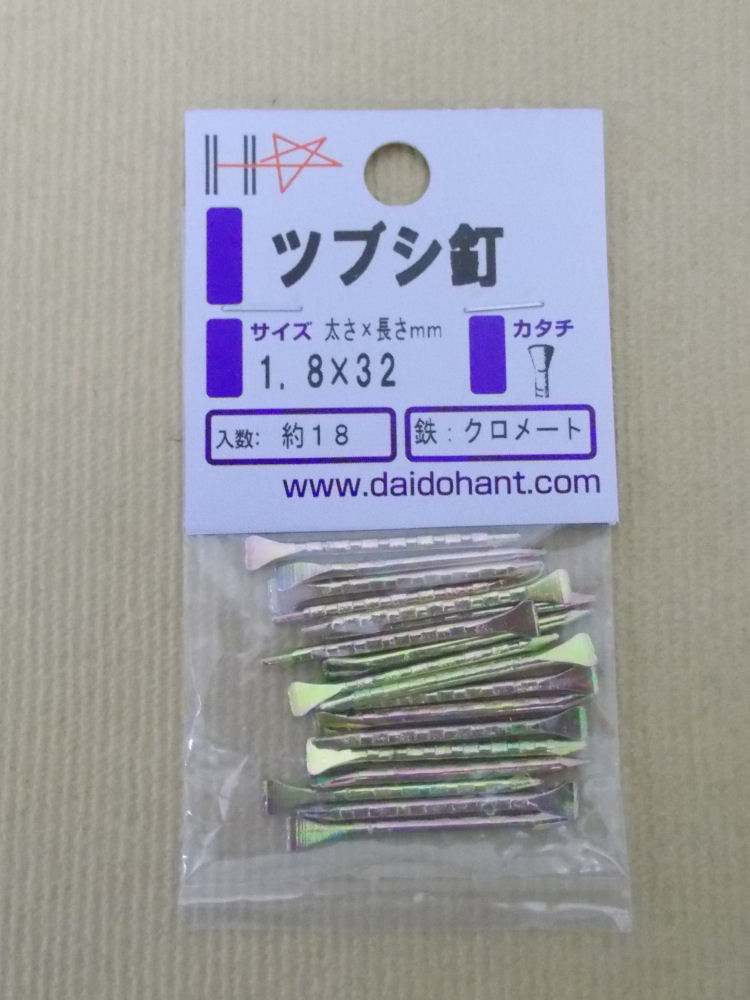 H
ツブシ釘
サイズ 太さ×長さmm
1.8×32
カタチ
入数: 約18
鉄:クロメート
www.daidohant.com